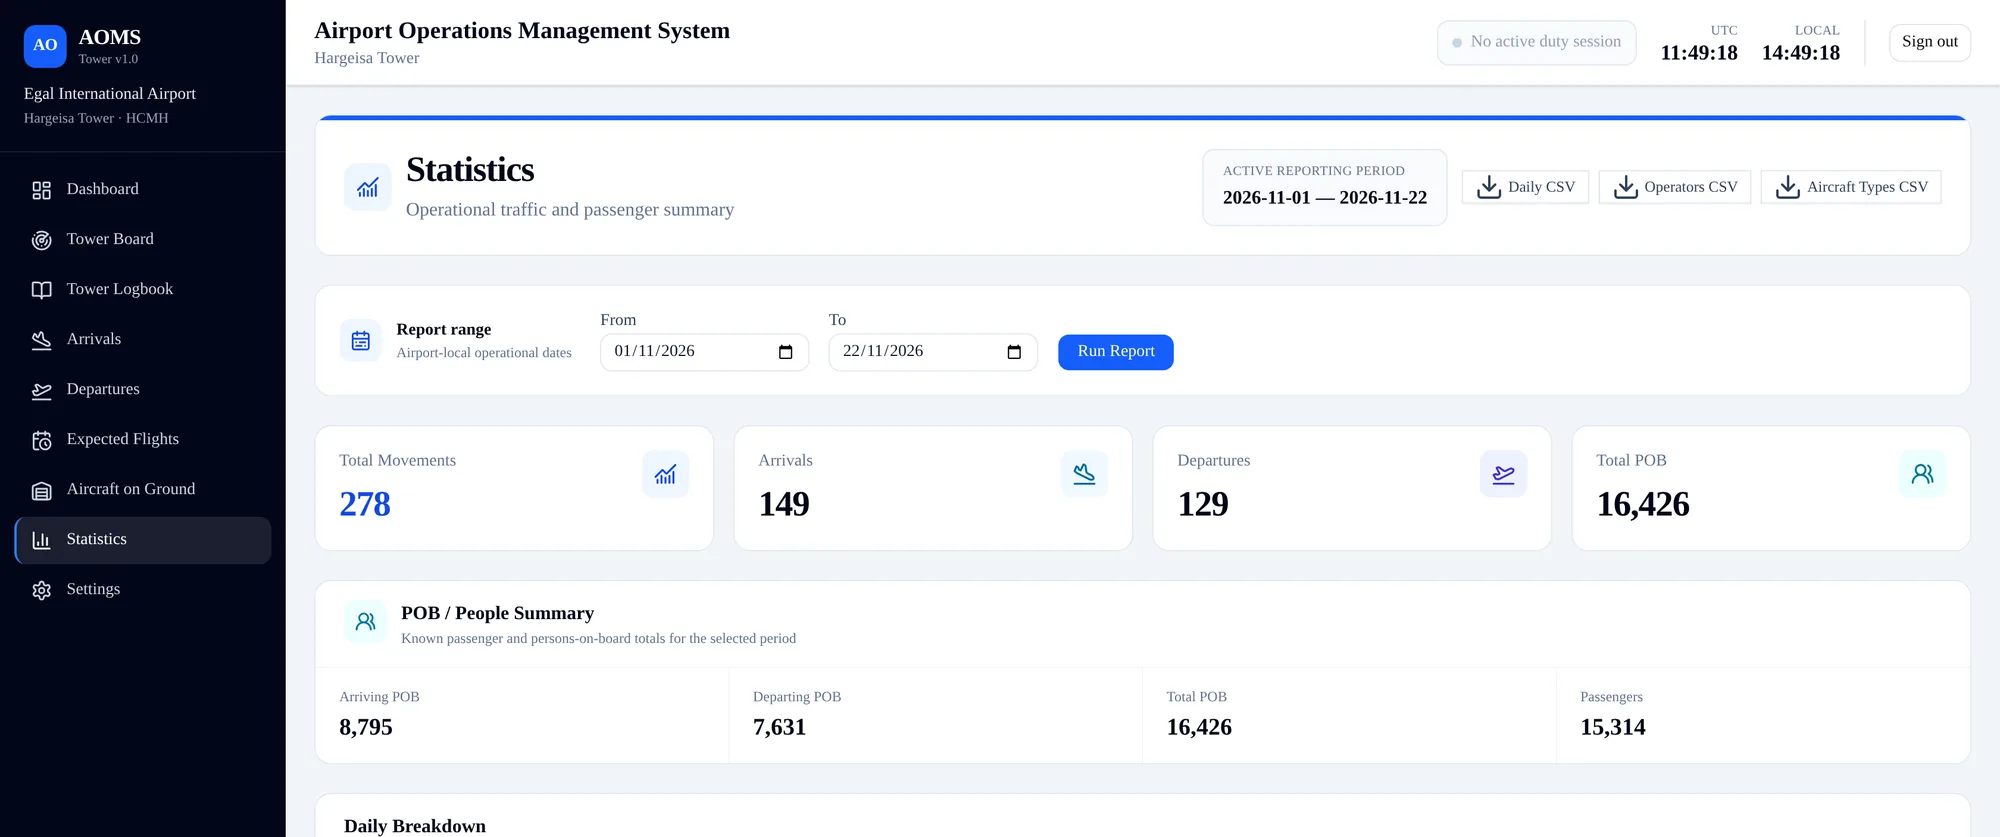 AO
AOMS
Tower v1.0
Egal International Airport
Hargeisa Tower · HCMH
Dashboard
Tower Board
Tower Logbook
Arrivals
Departures
Expected Flights
Aircraft on Ground
Statistics
Settings
Airport Operations Management System
Hargeisa Tower
No active duty session
UTC
11:49:18
LOCAL
14:49:18
Sign out
Statistics
Operational traffic and passenger summary
ACTIVE REPORTING PERIOD
2026-11-01 — 2026-11-22
Daily CSV
Operators CSV
Aircraft Types CSV
Report range
Airport-local operational dates
From
01/11/2026
To
22/11/2026
Run Report
Total Movements
278
Arrivals
149
Departures
129
Total POB
16,426
POB / People Summary
Known passenger and persons-on-board totals for the selected period
Arriving POB
8,795
Departing POB
7,631
Total POB
16,426
Passengers
15,314
Daily Breakdown